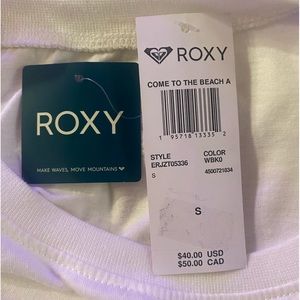 ROXY
MAKE WAVES, MOVE MOUNTAINS
ROXY
COME TO THE BEACH A
1 95718 13335 2
STYLE COLOR
ERJZT05336 WBK0
S 4500721034
S
$40.00 USD
$50.00 CAD